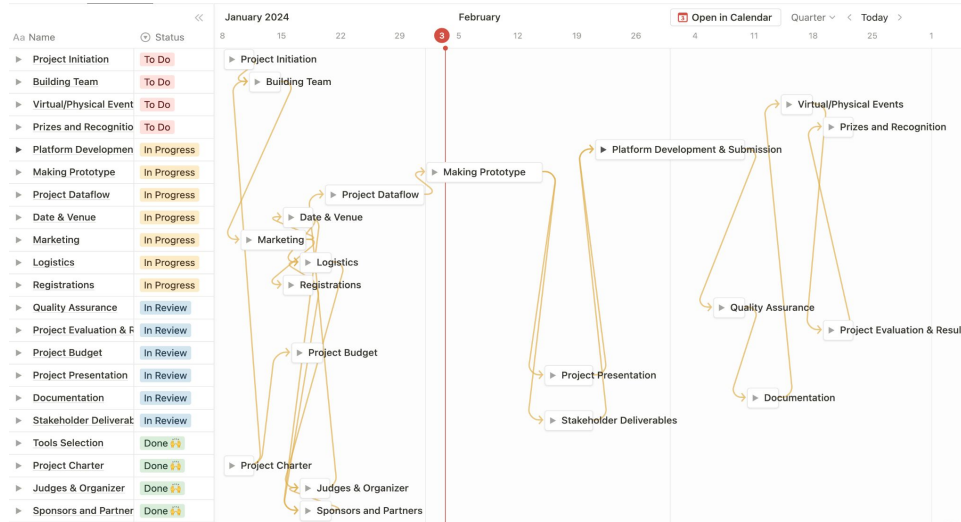 January 2024
February
Open in Calendar
Quarter
Today
Aa Name
Status
8
15
22
29
3
5
12
19
26
4
11
18
25
1
Project Initiation
To Do
Project Initiation
Building Team
To Do
Building Team
Virtual/Physical Event
To Do
Virtual/Physical Events
Prizes and Recognitio
To Do
Prizes and Recognition
Platform Developmen
In Progress
Platform Development & Submission
Making Prototype
In Progress
Making Prototype
Project Dataflow
In Progress
Project Dataflow
Date & Venue
In Progress
Date & Venue
Marketing
In Progress
Marketing
Logistics
In Progress
Logistics
Registrations
In Progress
Registrations
Quality Assurance
In Review
Quality Assurance
Project Evaluation & R
In Review
Project Evaluation & Resul
Project Budget
In Review
Project Budget
Project Presentation
In Review
Project Presentation
Documentation
In Review
Documentation
Stakeholder Deliverab
In Review
Stakeholder Deliverables
Tools Selection
Done 🙌
Project Charter
Done 🙌
Project Charter
Judges & Organizer
Done 🙌
Judges & Organizer
Sponsors and Partner
Done 🙌
Sponsors and Partners